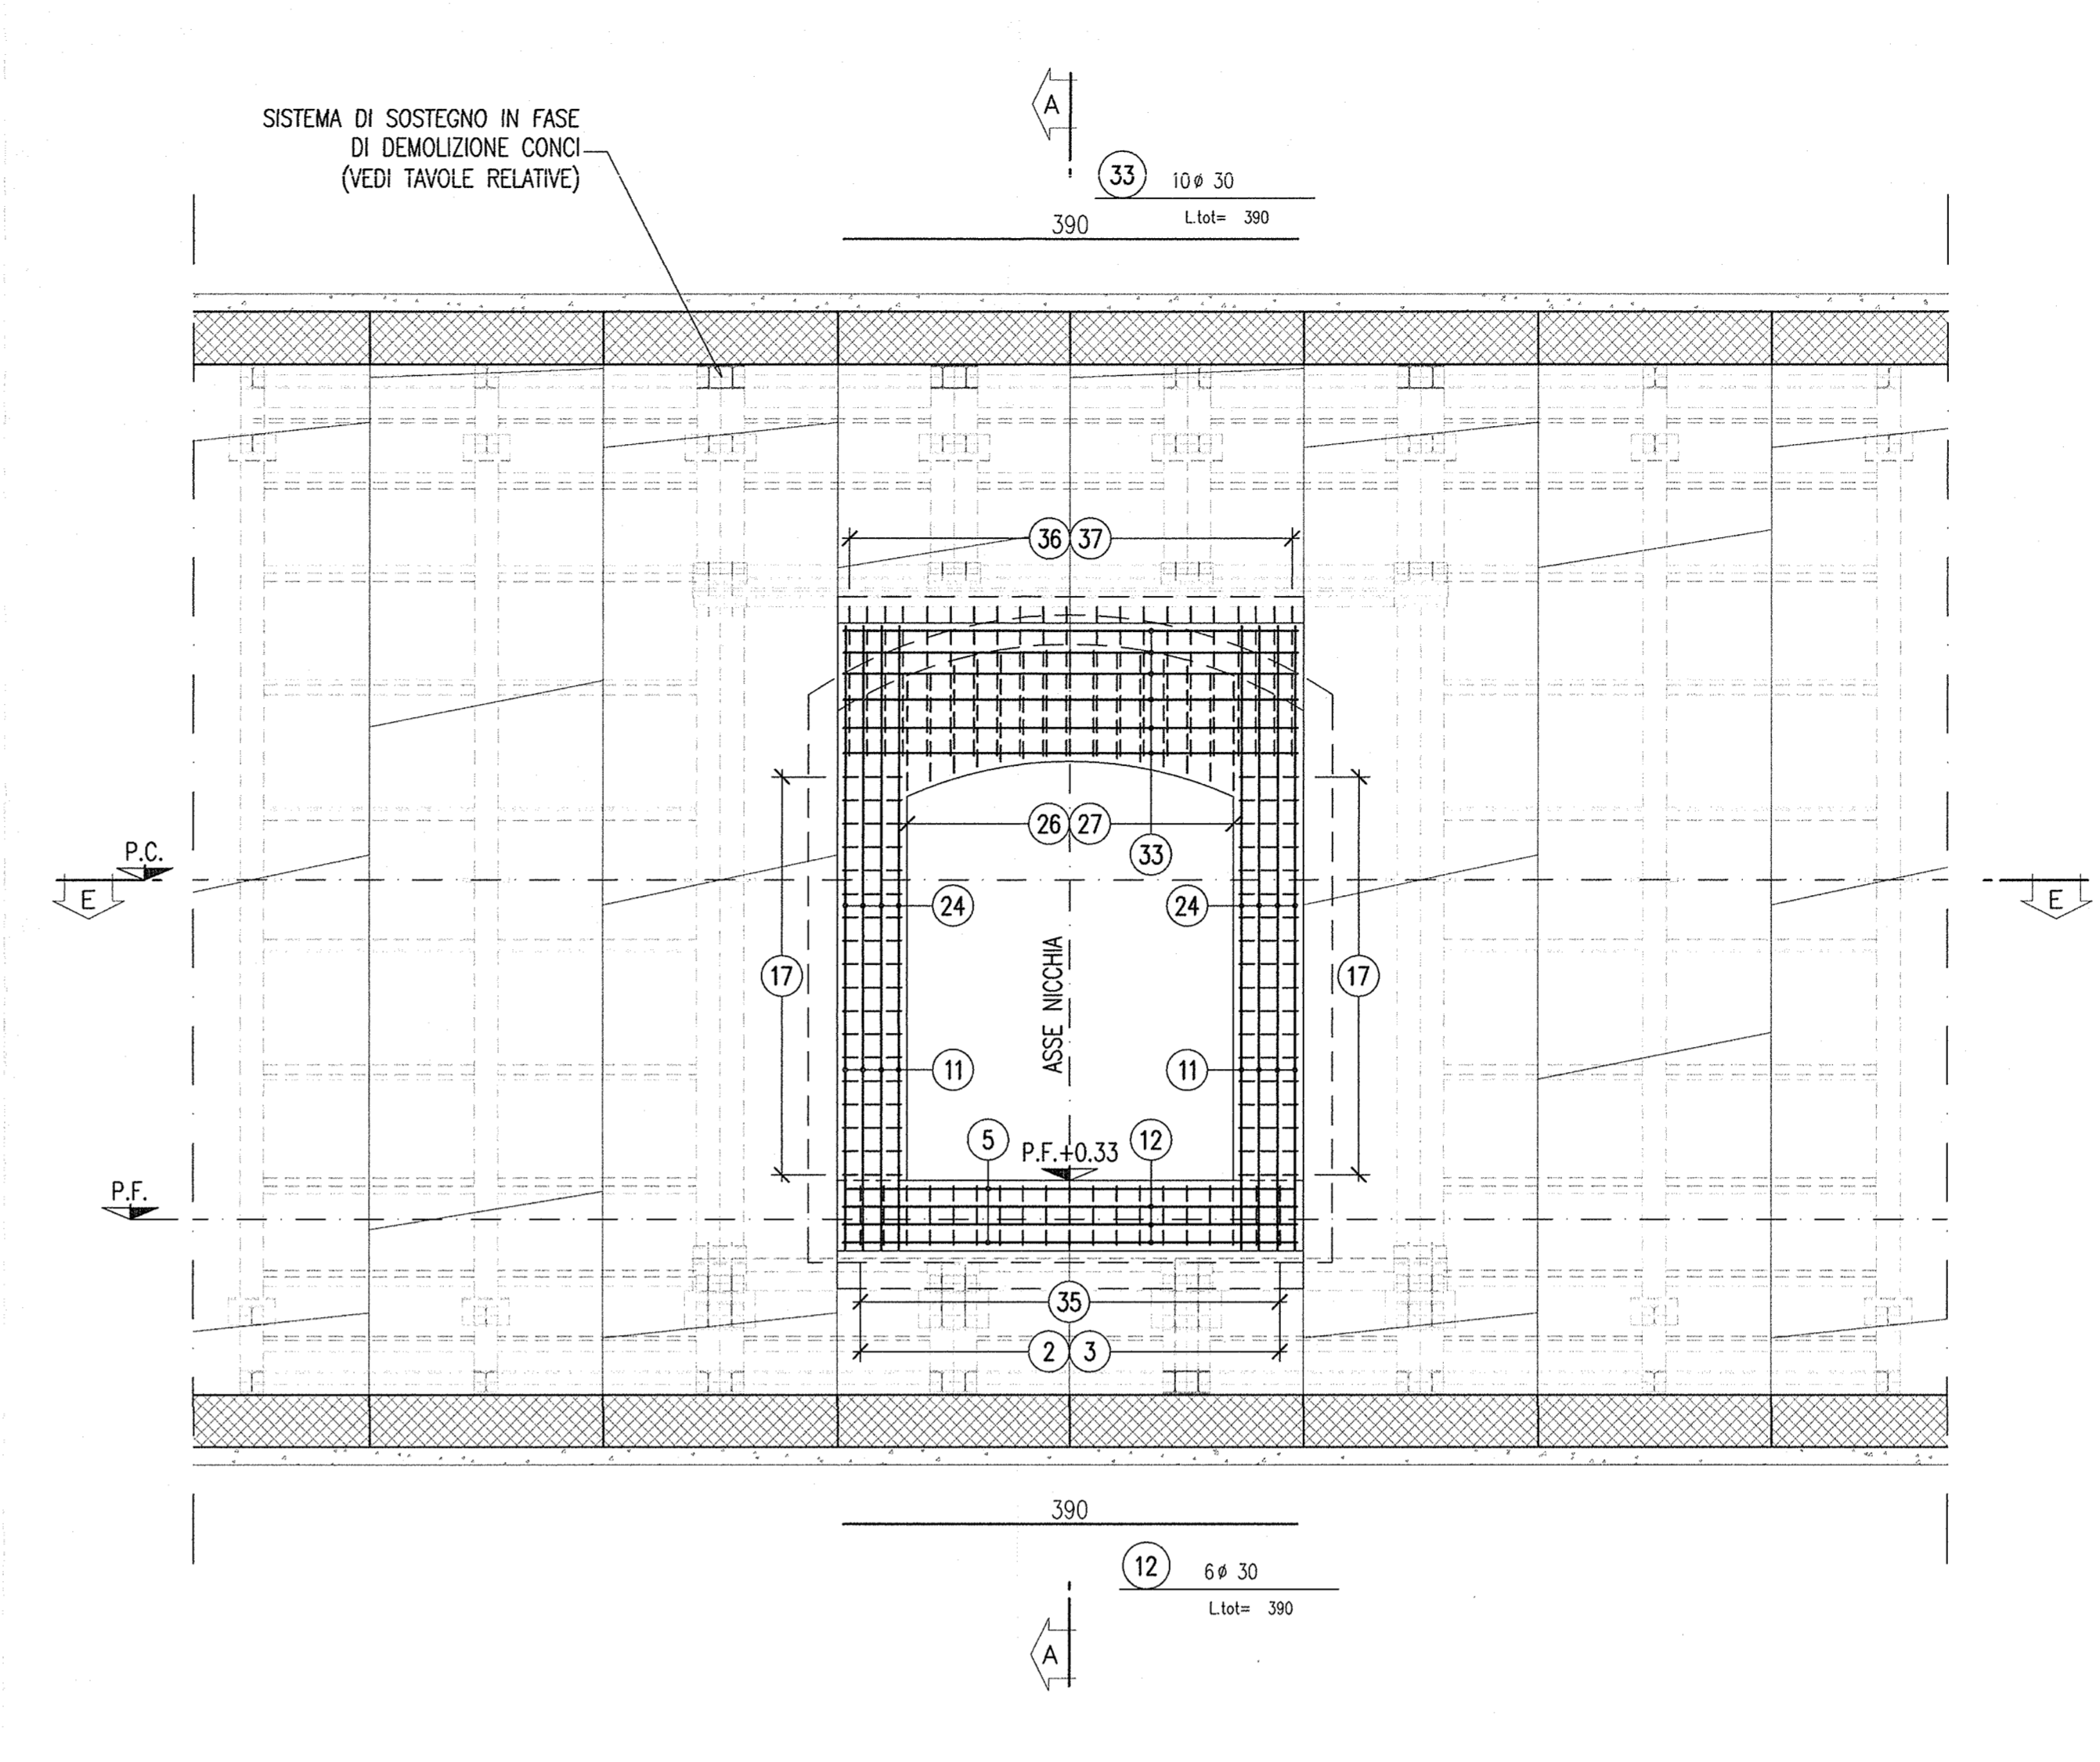 A
SISTEMA DI SOSTEGNO IN FASE
DI DEMOLIZIONE CONCI
(VEDI TAVOLE RELATIVE)
33 10ø 30
L.tot= 390
390
36 37
26 27
33
P.C.
E
E
24
24
ASSE NICCHIA
17
17
11
11
5
12
P.F.+0.33
P.F.
35
2 3
390
12 6ø 30
L.tot= 390
A